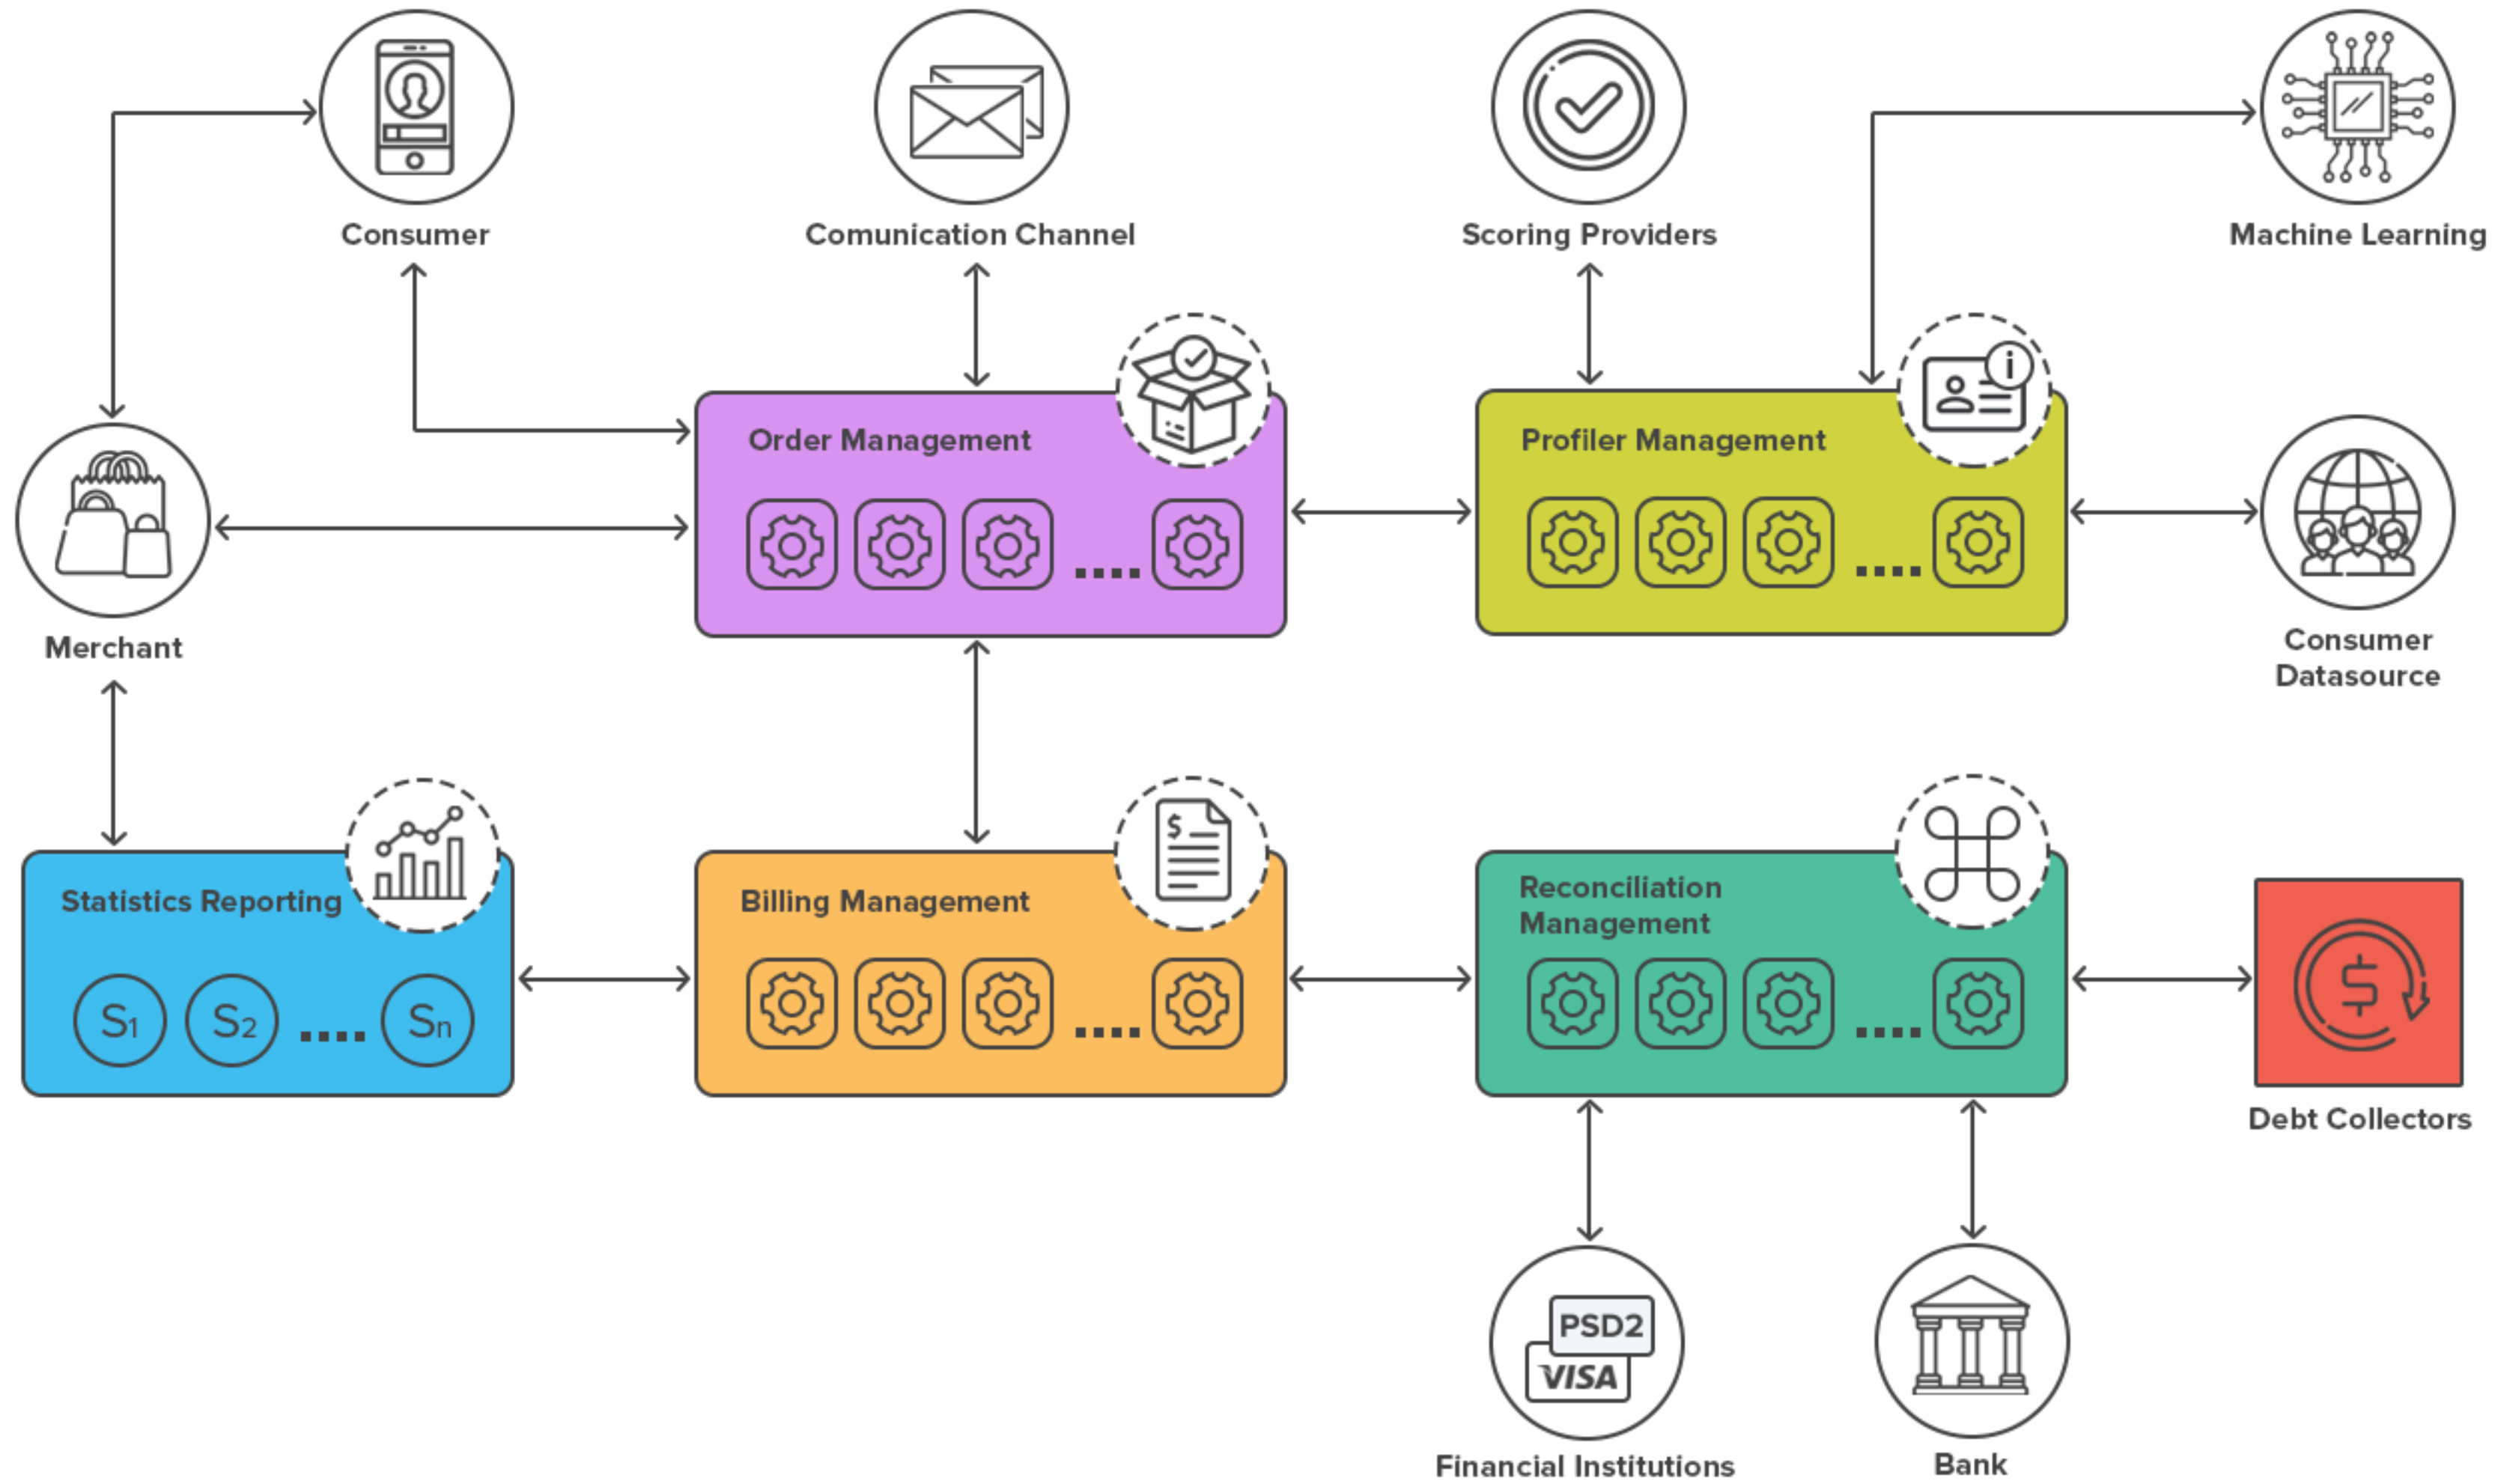 Consumer
Comunication Channel
Scoring Providers
Machine Learning
Order Management
i
Profiler Management
Merchant
Consumer
Datasource
Statistics Reporting
S1 S2 .... Sn
$
Billing Management
....
Reconciliation
Management
....
$
Debt Collectors
PSD2
VISA
Financial Institutions
Bank